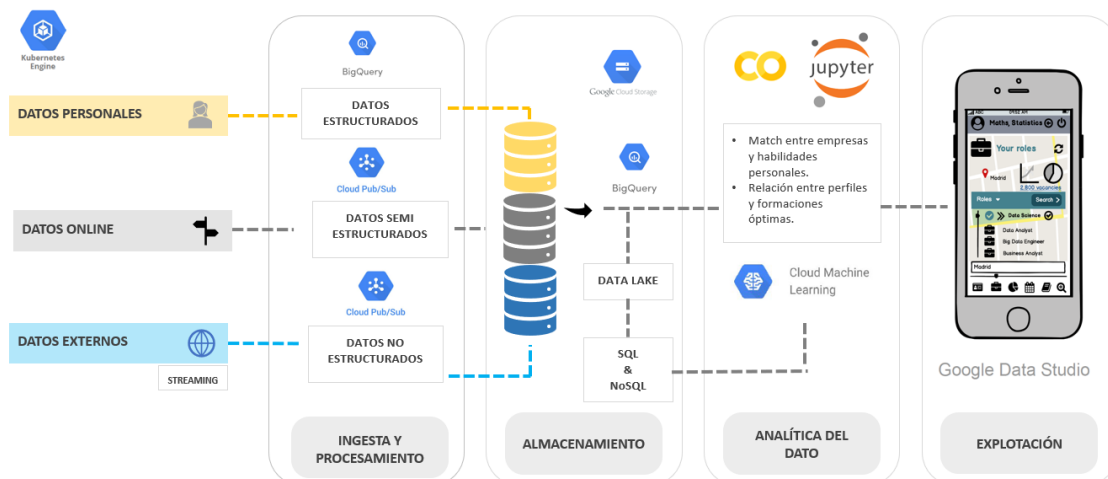 Kubernetes
Engine
DATOS PERSONALES
DATOS ONLINE
DATOS EXTERNOS
STREAMING
BigQuery
DATOS
ESTRUCTURADOS
Cloud Pub/Sub
DATOS SEMI
ESTRUCTURADOS
Cloud Pub/Sub
DATOS NO
ESTRUCTURADOS
INGESTA Y
PROCESAMIENTO
Google Cloud Storage
BigQuery
DATA LAKE
SQL
&
NoSQL
ALMACENAMIENTO
jupyter
• Match entre empresas
y habilidades
personales.
• Relación entre perfiles
y formaciones
óptimas.
Cloud Machine
Learning
ANALÍTICA DEL
DATO
ABC
09:52 AM
Maths, Statistics
Your roles
Madrid
2,800 vacancies
Roles
Search
Data Science
Data Analyst
Big Data Engineer
Business Analyst
Madrid
Google Data Studio
EXPLOTACIÓN